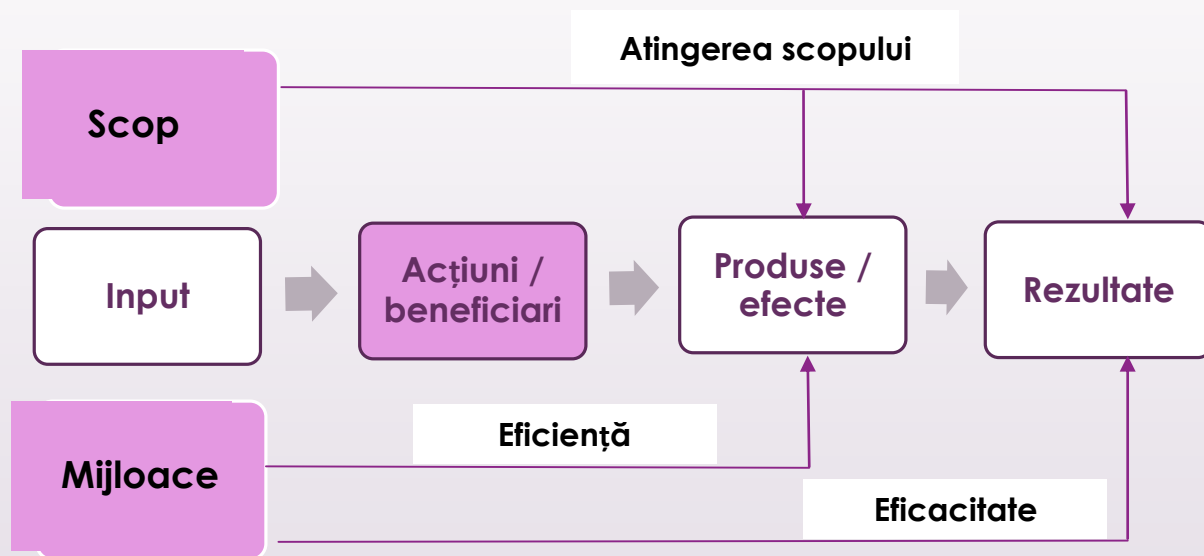 Atingerea scopului
Scop
Input
Acțiuni /
beneficiari
Produse /
efecte
Rezultate
Eficiență
Mijloace
Eficacitate